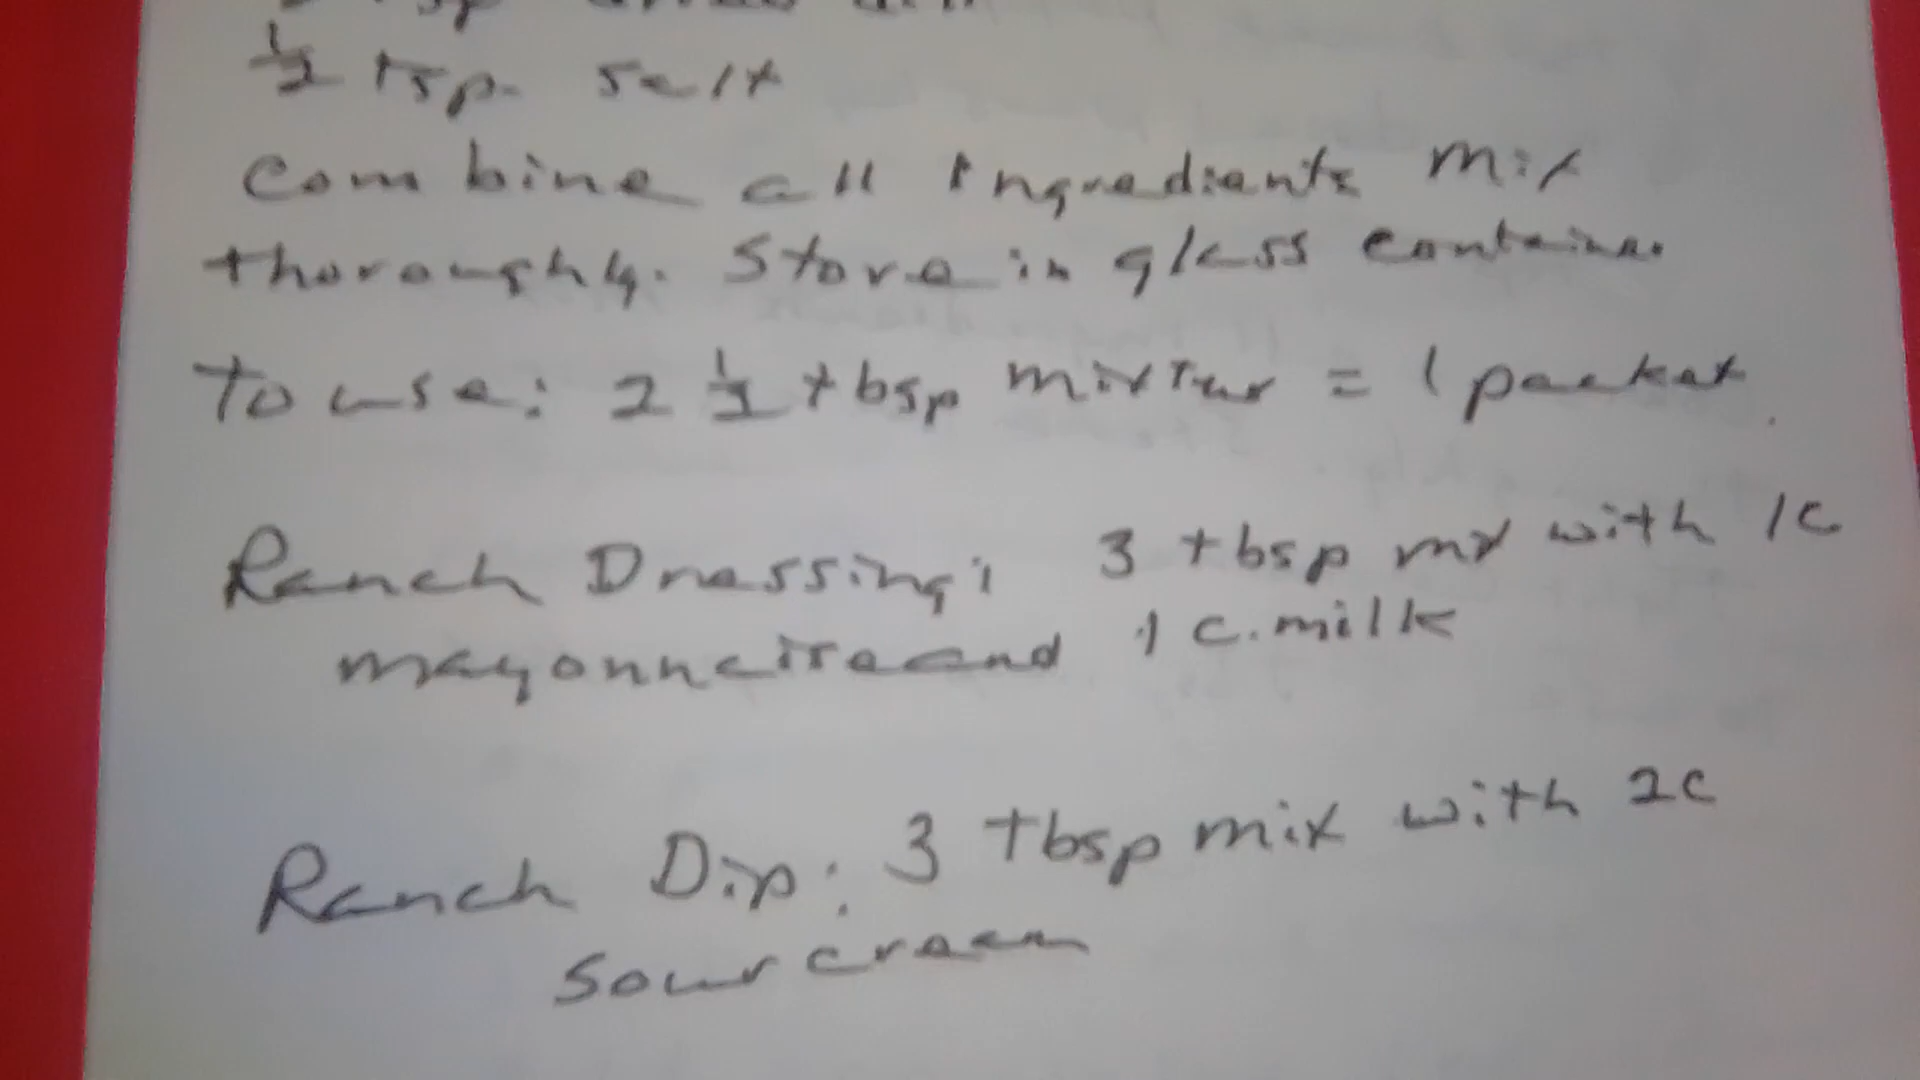 1/2 tsp. salt
Combine all Ingrediants Mix
thoroughly. Store in glass container
To use: 2 1/2 tbsp mixTur = 1 packet
Ranch Dressing: 3 tbsp mix with 1c
mayonnaise and 1 c. milk
Ranch Dip: 3 tbsp mix with 2c
sour cream